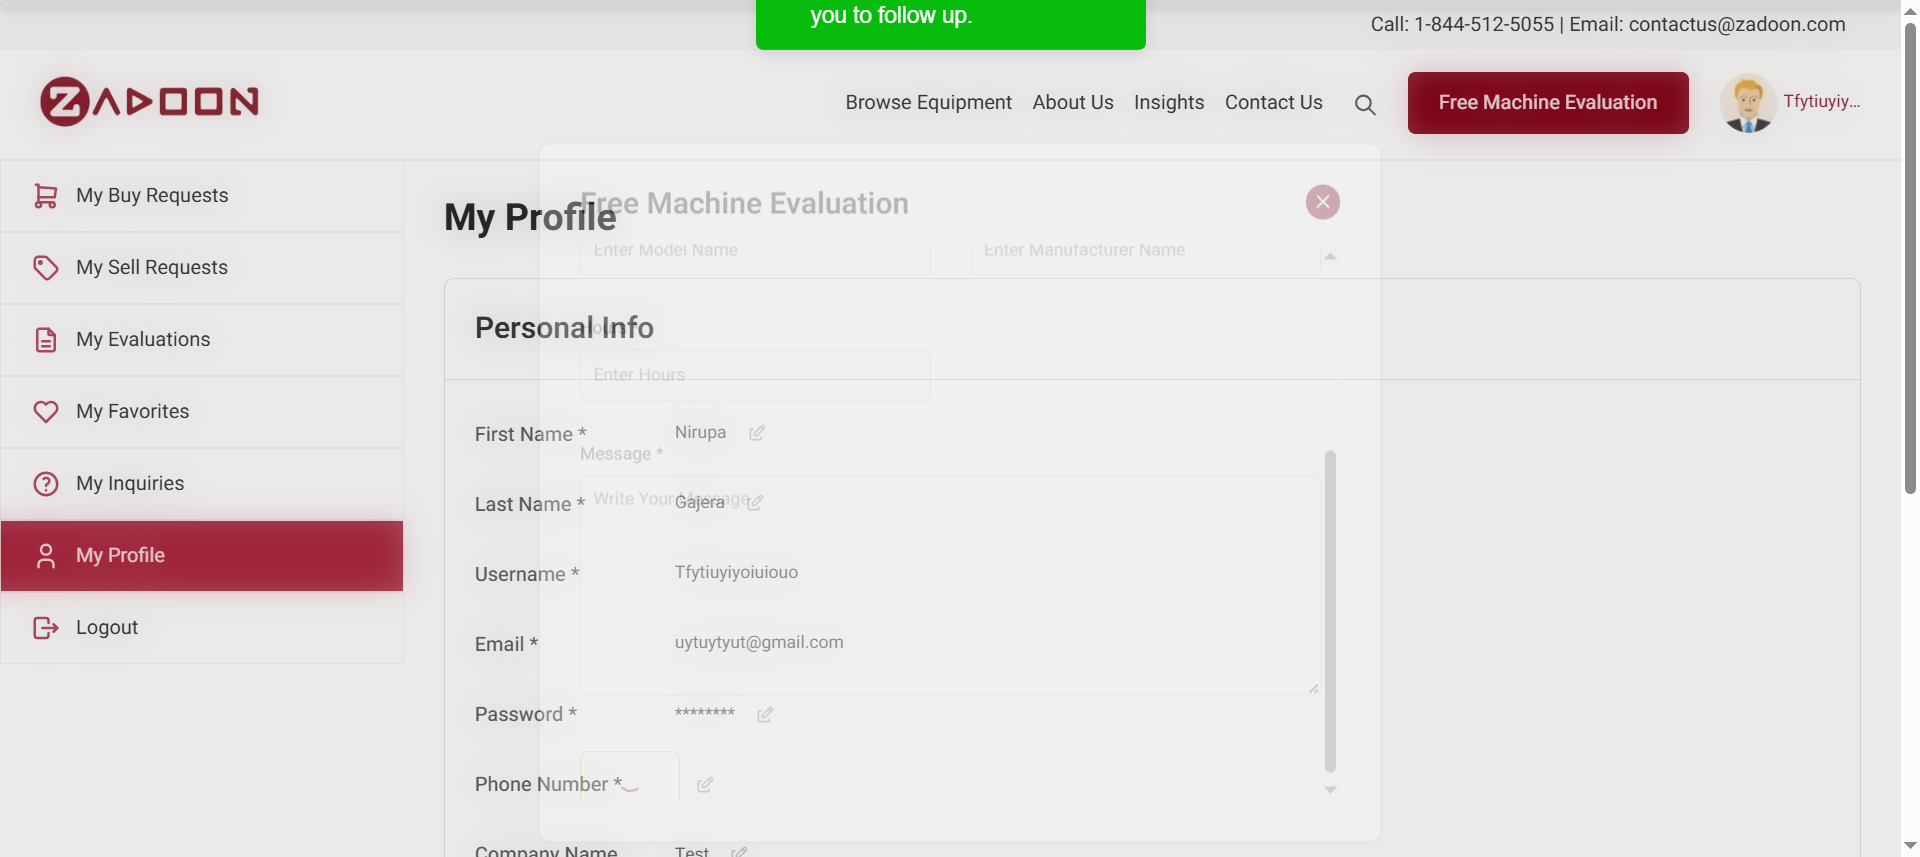 you to follow up.
Call: 1-844-512-5055 | Email: contactus@zadoon.com
ZADOON
Browse Equipment
About Us
Insights
Contact Us
Free Machine Evaluation
Tfytiuyiy...
My Buy Requests
My Sell Requests
My Evaluations
My Favorites
My Inquiries
My Profile
Logout
My Profile
Free Machine Evaluation
Enter Model Name
Enter Manufacturer Name
Personal Info
Hours
Enter Hours
First Name *
Nirupa
Message *
Write Your Message
Last Name *
Gajera
Username *
Tfytiuyiyoiuiouo
Email *
uytuytyut@gmail.com
Password *
********
Phone Number *
Company Name
Test